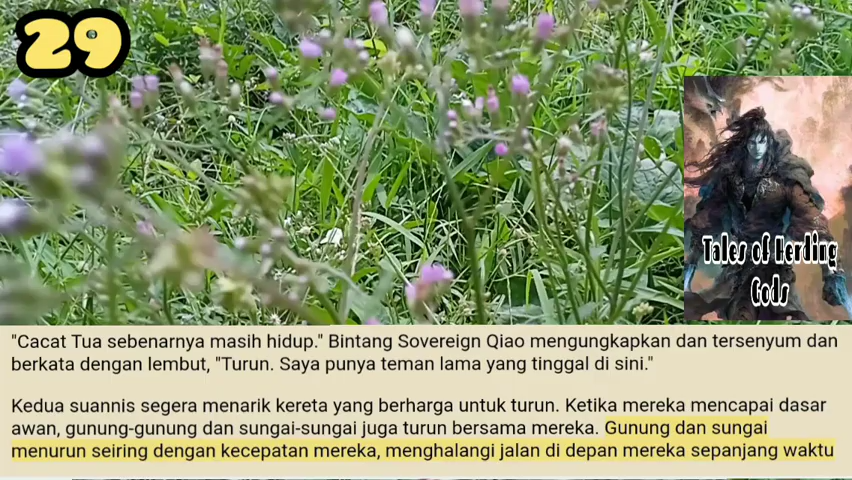 29
Tales of Herding
Gods
"Cacat Tua sebenarnya masih hidup." Bintang Sovereign Qiao mengungkapkan dan tersenyum dan
berkata dengan lembut, "Turun. Saya punya teman lama yang tinggal di sini."
Kedua suannis segera menarik kereta yang berharga untuk turun. Ketika mereka mencapai dasar
awan, gunung-gunung dan sungai-sungai juga turun bersama mereka. Gunung dan sungai
menurun seiring dengan kecepatan mereka, menghalangi jalan di depan mereka sepanjang waktu